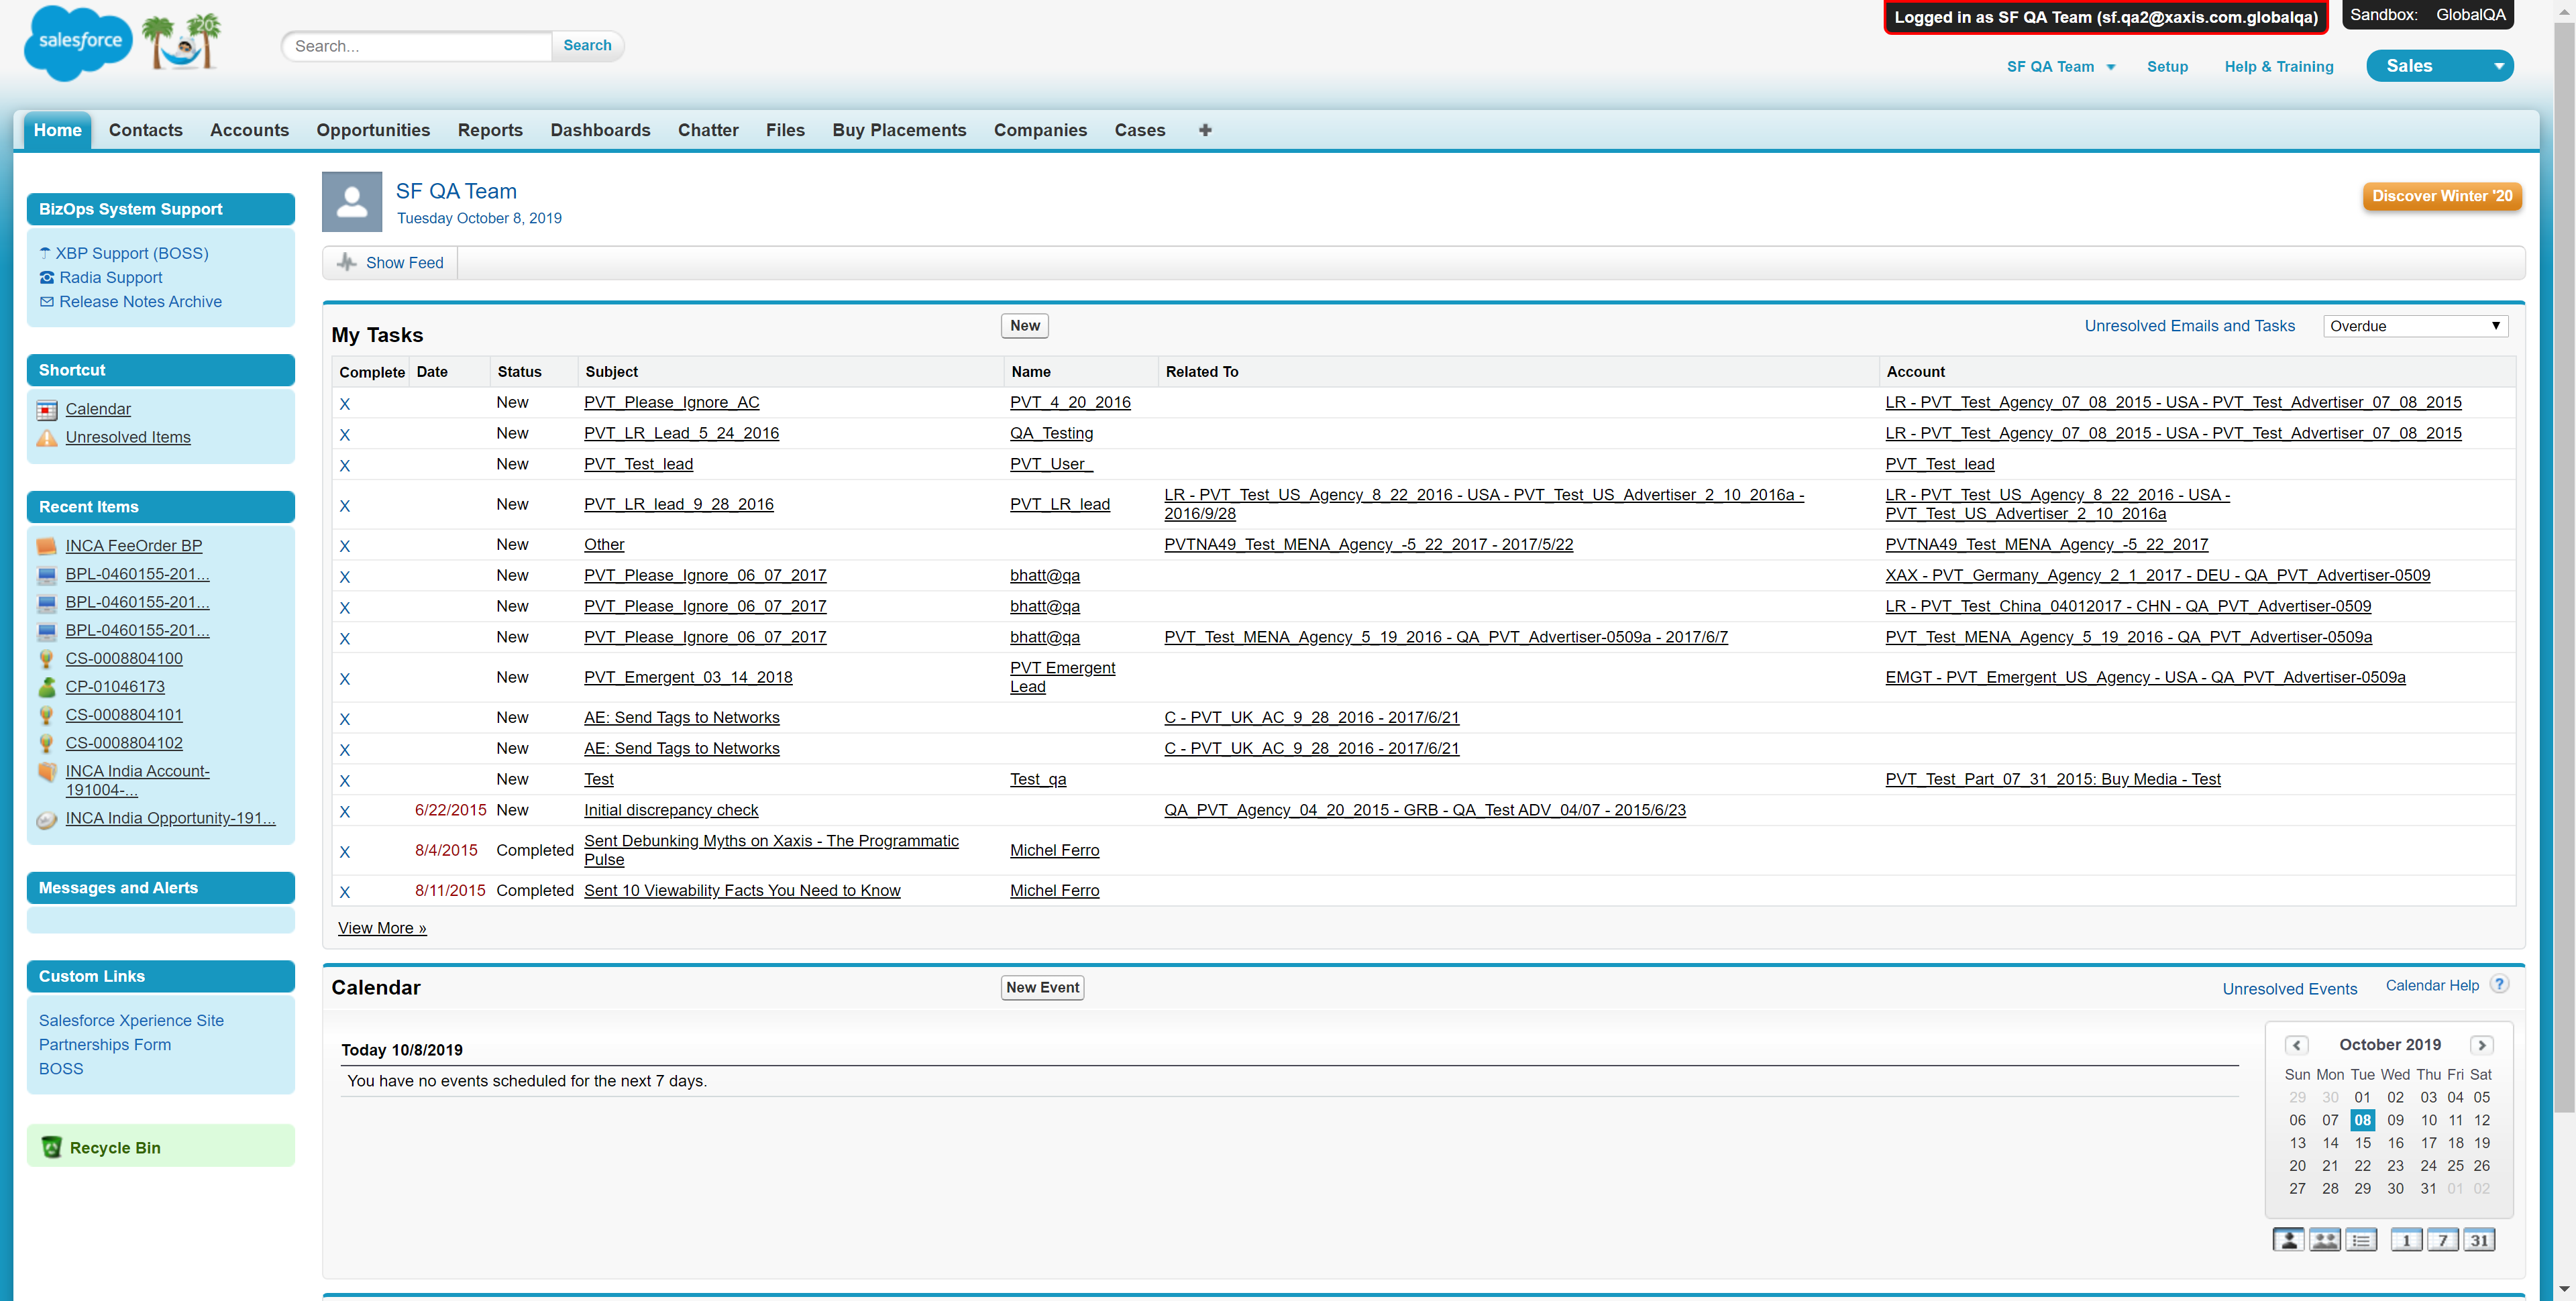 salesforce
20
Search...
Search
Logged in as SF QA Team (sf.qa2@xaxis.com.globalqa)
Sandbox: GlobalQA
SF QA Team
Setup
Help & Training
Sales
Home Contacts Accounts Opportunities Reports Dashboards Chatter Files Buy Placements Companies Cases +
BizOps System Support
XBP Support (BOSS)
Radia Support
Release Notes Archive
Shortcut
Calendar
Unresolved Items
Recent Items
INCA FeeOrder BP
BPL-0460155-201...
BPL-0460155-201...
BPL-0460155-201...
CS-0008804100
CP-01046173
CS-0008804101
CS-0008804102
INCA India Account-
191004-...
INCA India Opportunity-191...
Messages and Alerts
Custom Links
Salesforce Xperience Site
Partnerships Form
BOSS
Recycle Bin
SF QA Team
Tuesday October 8, 2019
Discover Winter '20
Show Feed
My Tasks
New
Unresolved Emails and Tasks
Overdue
Complete Date Status Subject Name Related To Account
X New PVT_Please_Ignore_AC PVT_4_20_2016 LR - PVT_Test_Agency_07_08_2015 - USA - PVT_Test_Advertiser_07_08_2015
X New PVT_LR_Lead_5_24_2016 QA_Testing LR - PVT_Test_Agency_07_08_2015 - USA - PVT_Test_Advertiser_07_08_2015
X New PVT_Test_lead PVT_User_ PVT_Test_lead
X New PVT_LR_lead_9_28_2016 PVT_LR_lead LR - PVT_Test_US_Agency_8_22_2016 - USA - PVT_Test_US_Advertiser_2_10_2016a - LR - PVT_Test_US_Agency_8_22_2016 - USA -
2016/9/28 PVT_Test_US_Advertiser_2_10_2016a
X New Other PVTNA49_Test_MENA_Agency_-5_22_2017 - 2017/5/22 PVTNA49_Test_MENA_Agency_-5_22_2017
X New PVT_Please_Ignore_06_07_2017 bhatt@qa XAX - PVT_Germany_Agency_2_1_2017 - DEU - QA_PVT_Advertiser-0509
X New PVT_Please_Ignore_06_07_2017 bhatt@qa LR - PVT_Test_China_04012017 - CHN - QA_PVT_Advertiser-0509
X New PVT_Please_Ignore_06_07_2017 bhatt@qa PVT_Test_MENA_Agency_5_19_2016 - QA_PVT_Advertiser-0509a - 2017/6/7 PVT_Test_MENA_Agency_5_19_2016 - QA_PVT_Advertiser-0509a
X New PVT_Emergent_03_14_2018 PVT Emergent EMGT - PVT_Emergent_US_Agency - USA - QA_PVT_Advertiser-0509a
Lead
X New AE: Send Tags to Networks C - PVT_UK_AC_9_28_2016 - 2017/6/21
X New AE: Send Tags to Networks C - PVT_UK_AC_9_28_2016 - 2017/6/21
X New Test Test_qa PVT_Test_Part_07_31_2015: Buy Media - Test
X 6/22/2015 New Initial discrepancy check QA_PVT_Agency_04_20_2015 - GRB - QA_Test ADV_04/07 - 2015/6/23
X 8/4/2015 Completed Sent Debunking Myths on Xaxis - The Programmatic Michel Ferro
Pulse
X 8/11/2015 Completed Sent 10 Viewability Facts You Need to Know Michel Ferro
View More »
Calendar
New Event
Unresolved Events
Calendar Help ?
Today 10/8/2019
You have no events scheduled for the next 7 days.
October 2019
Sun Mon Tue Wed Thu Fri Sat
29 30 01 02 03 04 05
06 07 08 09 10 11 12
13 14 15 16 17 18 19
20 21 22 23 24 25 26
27 28 29 30 31 01 02
1 7 31